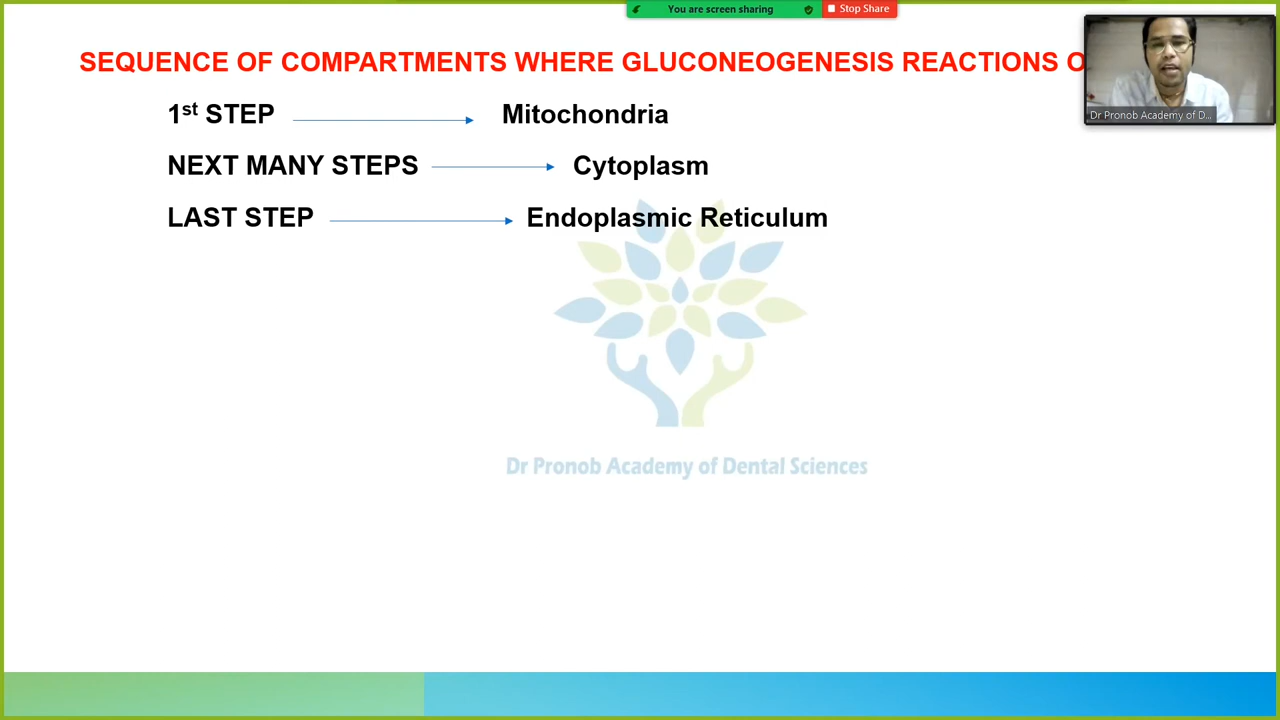 You are screen sharing
Stop Share
SEQUENCE OF COMPARTMENTS WHERE GLUCONEOGENESIS REACTIONS
Dr Pronob Academy of D...
1st STEP Mitochondria
NEXT MANY STEPS Cytoplasm
LAST STEP Endoplasmic Reticulum
Dr Pronob Academy of Dental Sciences